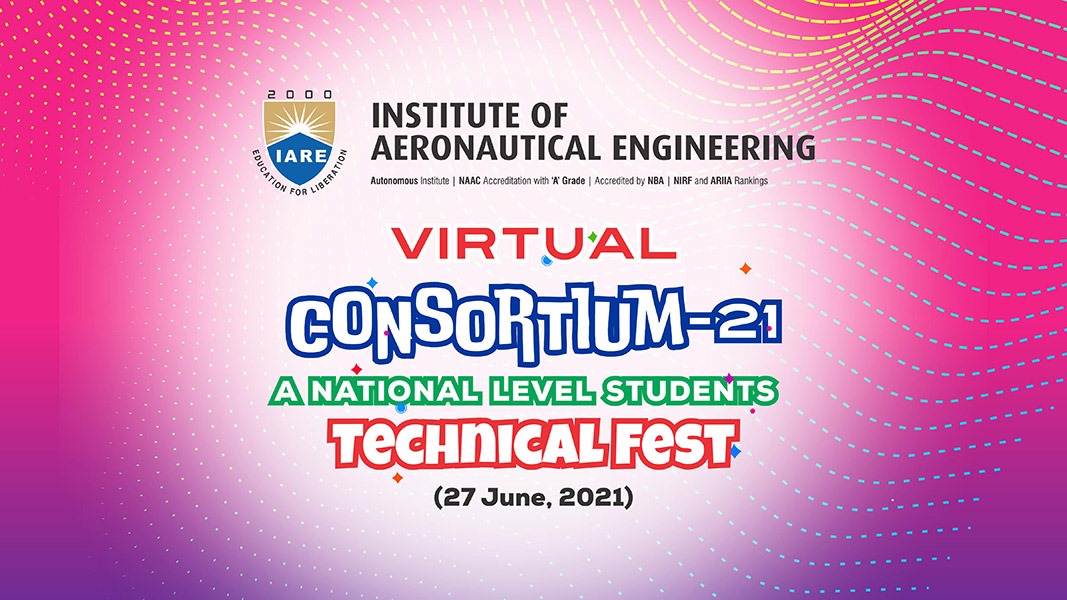 2000
IARE
EDUCATION FOR LIBERATION
INSTITUTE OF
AERONAUTICAL ENGINEERING
Autonomous Institute | NAAC Accreditation with 'A' Grade | Accredited by NBA | NIRF and ARIIA Rankings
VIRTUAL
CONSORTIUM-21
A NATIONAL LEVEL STUDENTS
TECHNICAL FEST
(27 June, 2021)